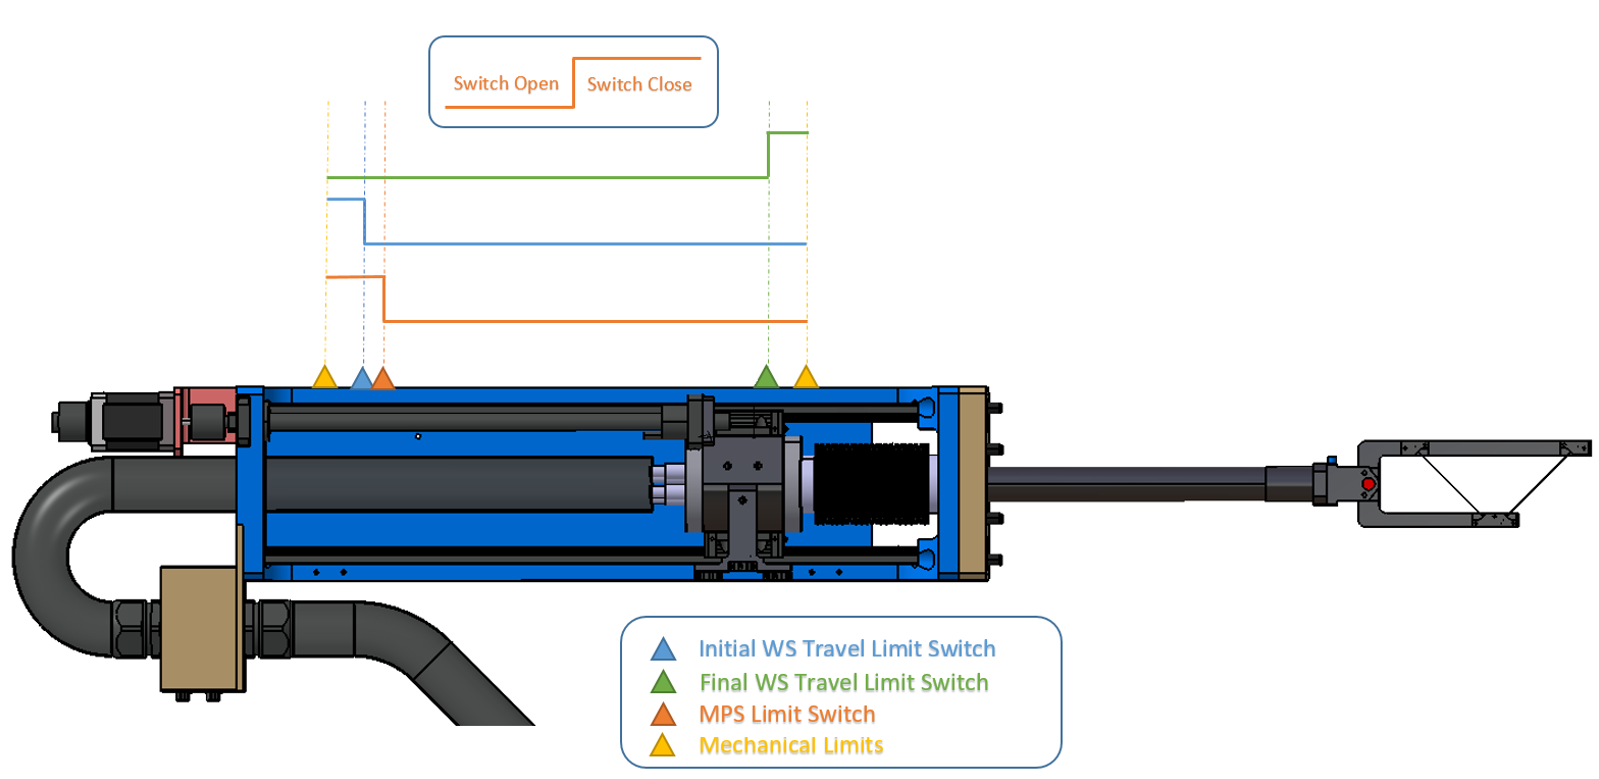 Switch Open
Switch Close
Initial WS Travel Limit Switch
Final WS Travel Limit Switch
MPS Limit Switch
Mechanical Limits